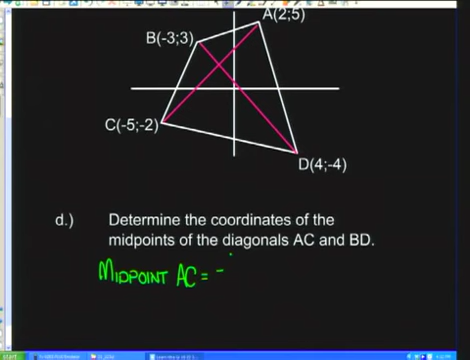 A(2;5)
B(-3;3)
C(-5;-2)
D(4;-4)
d.) Determine the coordinates of the
midpoints of the diagonals AC and BD.
MIDPOINT AC = -